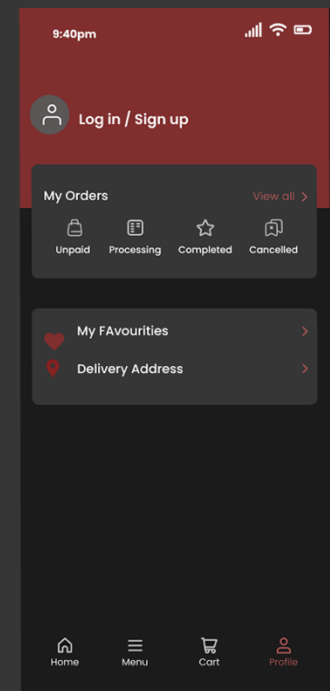 9:40pm
Log in / Sign up
My Orders
View all >
Unpaid
Processing
Completed
Cancelled
My FAvourities
Delivery Address
Home
Menu
Cart
Profile